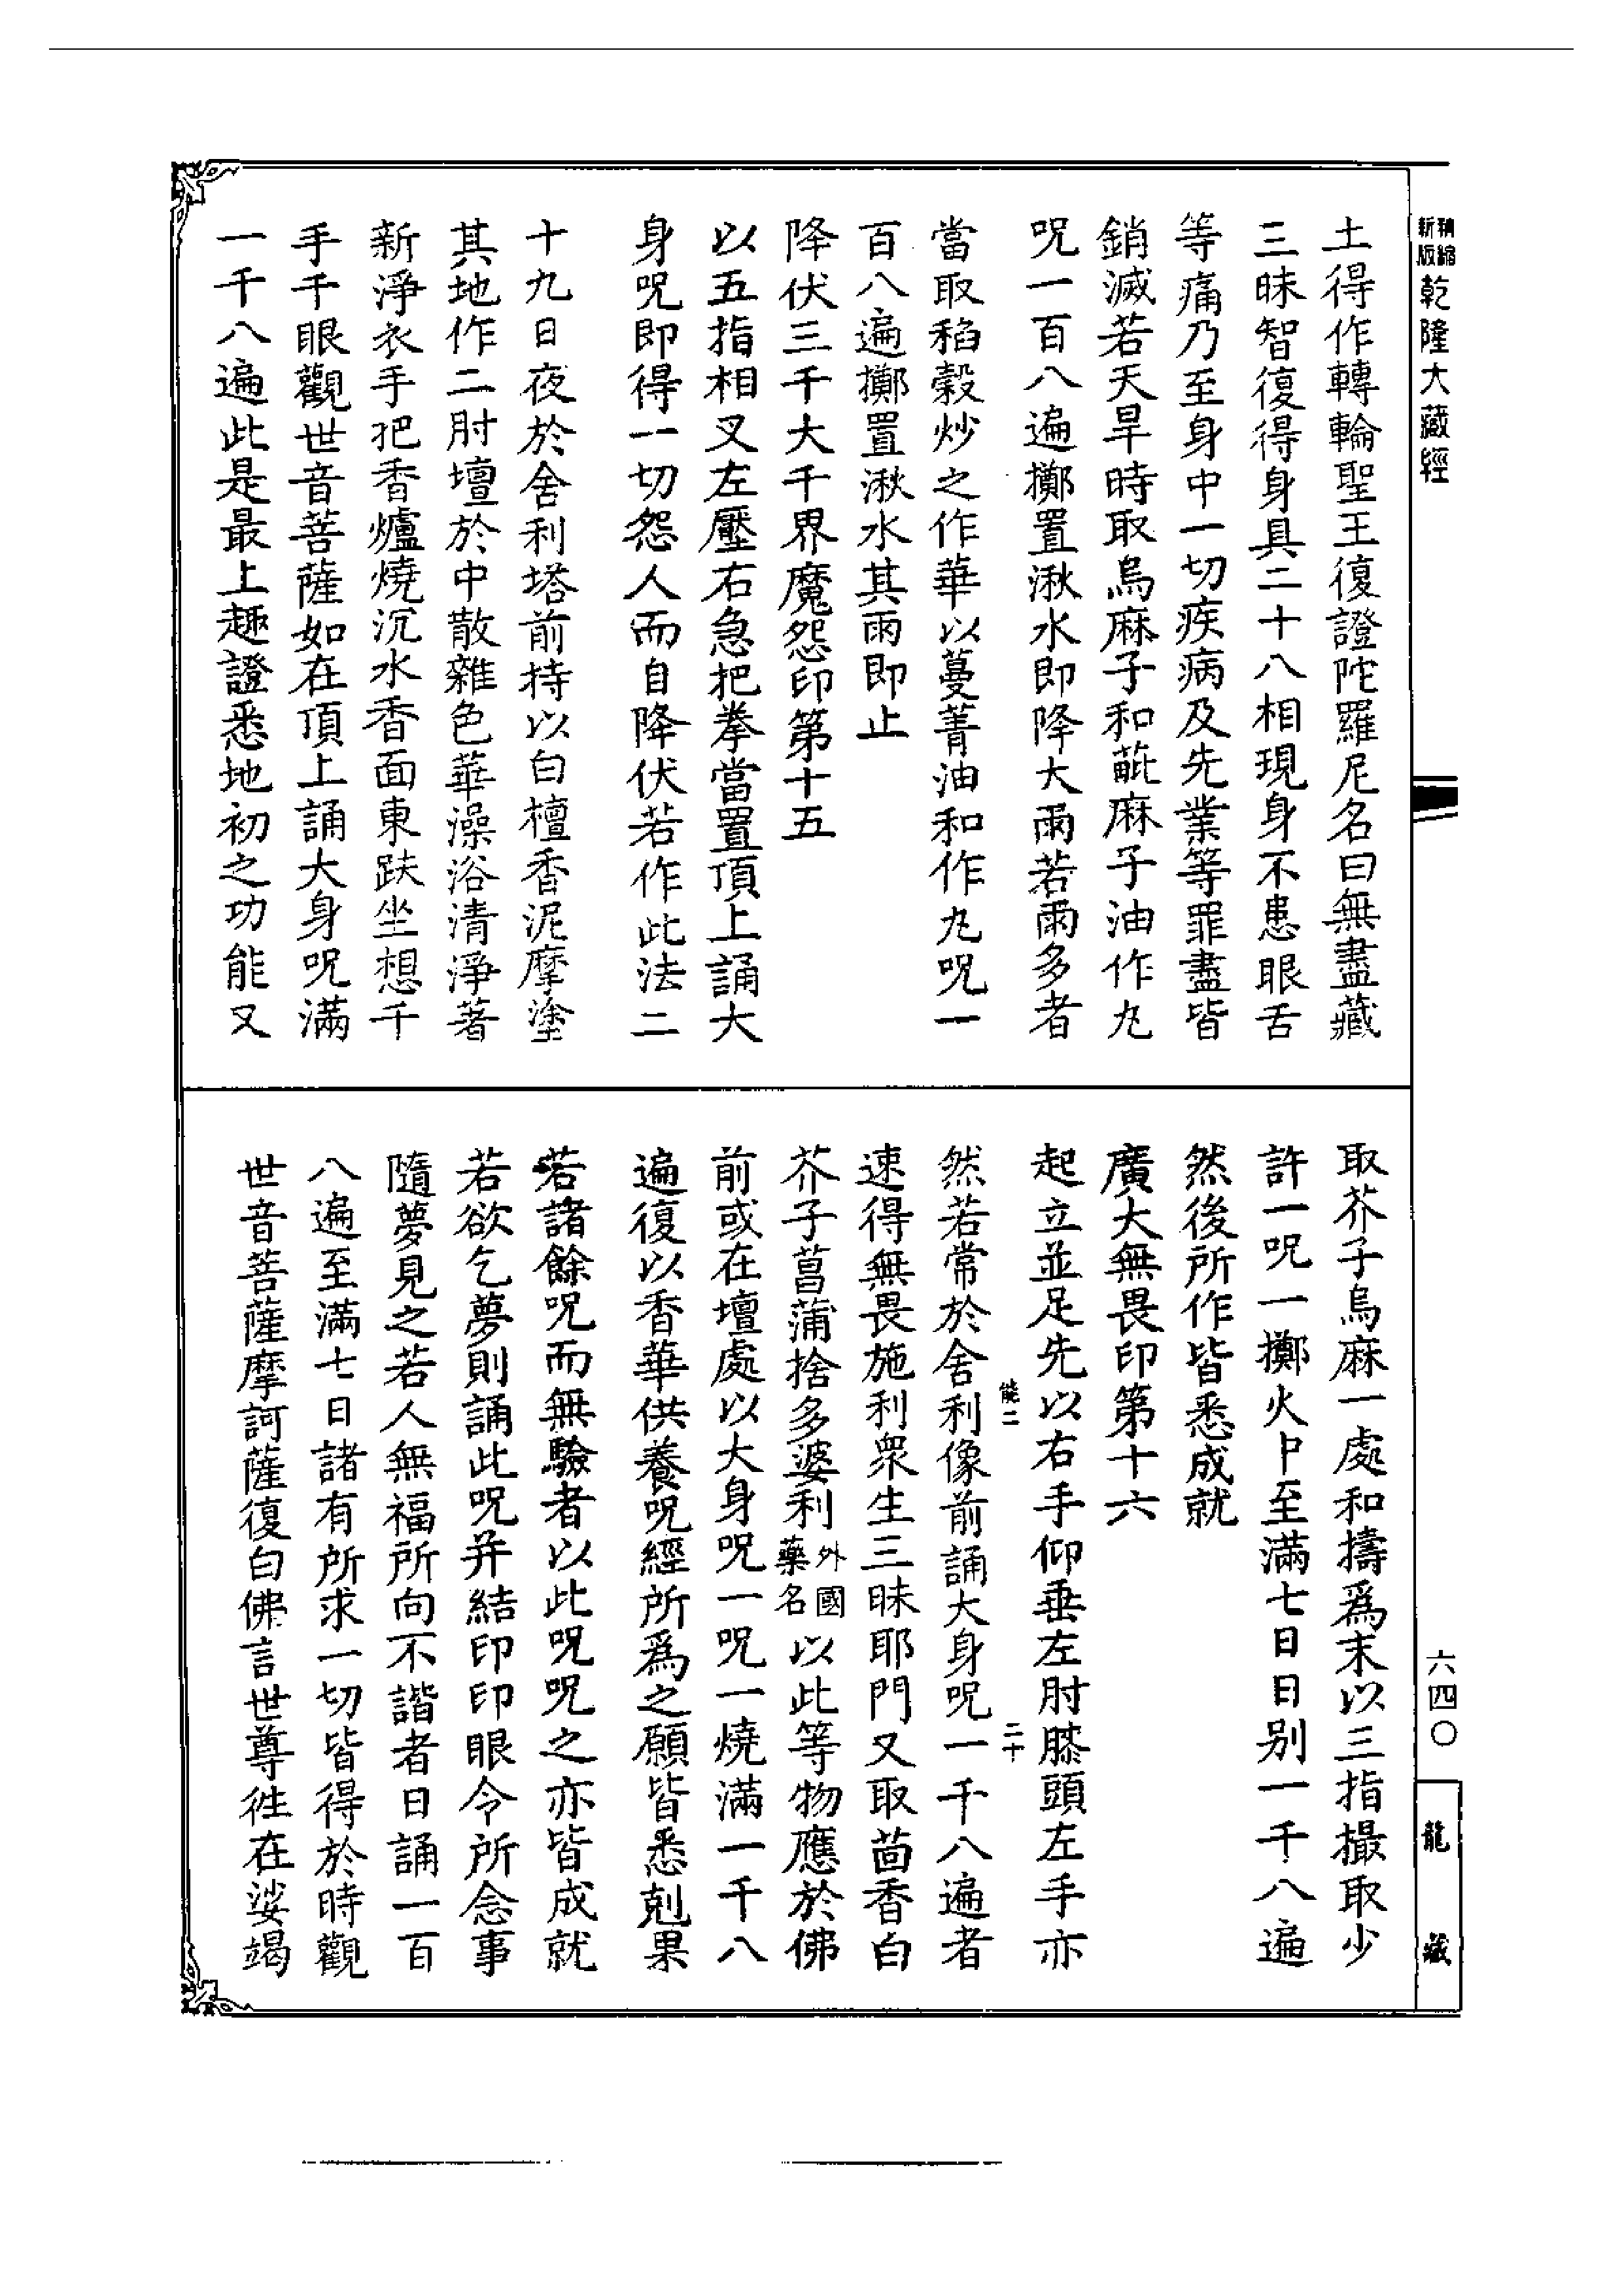 精縮新版乾隆大藏經
土得作轉輪聖王復證陀羅尼名曰無盡藏
三昧智復得身具二十八相現身不患眼舌
等痛乃至身中一切疾病及先業等罪盡皆
銷滅若天旱時取烏麻子和蓖麻子油作丸
呪一百八遍擲置湫水即降大雨若雨多者
當取稻穀炒之作華以蔓菁油和作丸呪一
百八遍擲置湫水其雨即止
降伏三千大千界魔怨印第十五
以五指相叉左壓右急把拳當置頂上誦大
身呪即得一切怨人而自降伏若作此法二
十九日夜於舍利塔前持以白檀香泥摩塗
其地作二肘壇於中散雜色華澡浴清淨著
新淨衣手把香爐燒沉水香面東趺坐想千
手千眼觀世音菩薩如在頂上誦大身呪滿
一千八遍此是最上趣證悉地初之功能又
取芥子烏麻一處和擣爲末以三指撮取少
許一呪一擲火中至滿七日日别一千八遍
然後所作皆悉成就
廣大無畏印第十六
起立並足先以右手仰垂左肘膝頭左手亦
能二 二十
然若常於舍利像前誦大身呪一千八遍者
速得無畏施利衆生三昧耶門又取茴香白
芥子菖蒲捨多婆利外國藥名以此等物應於佛
前或在壇處以大身呪一呪一燒滿一千八
遍復以香華供養呪經所爲之願皆悉剋果
若諸餘呪而無驗者以此呪呪之亦皆成就
若欲乞夢則誦此呪并結印印眼令所念事
隨夢見之若人無福所向不諧者日誦一百
八遍至滿七日諸有所求一切皆得於時觀
世音菩薩摩訶薩復白佛言世尊徃在娑竭
六四〇
龍藏